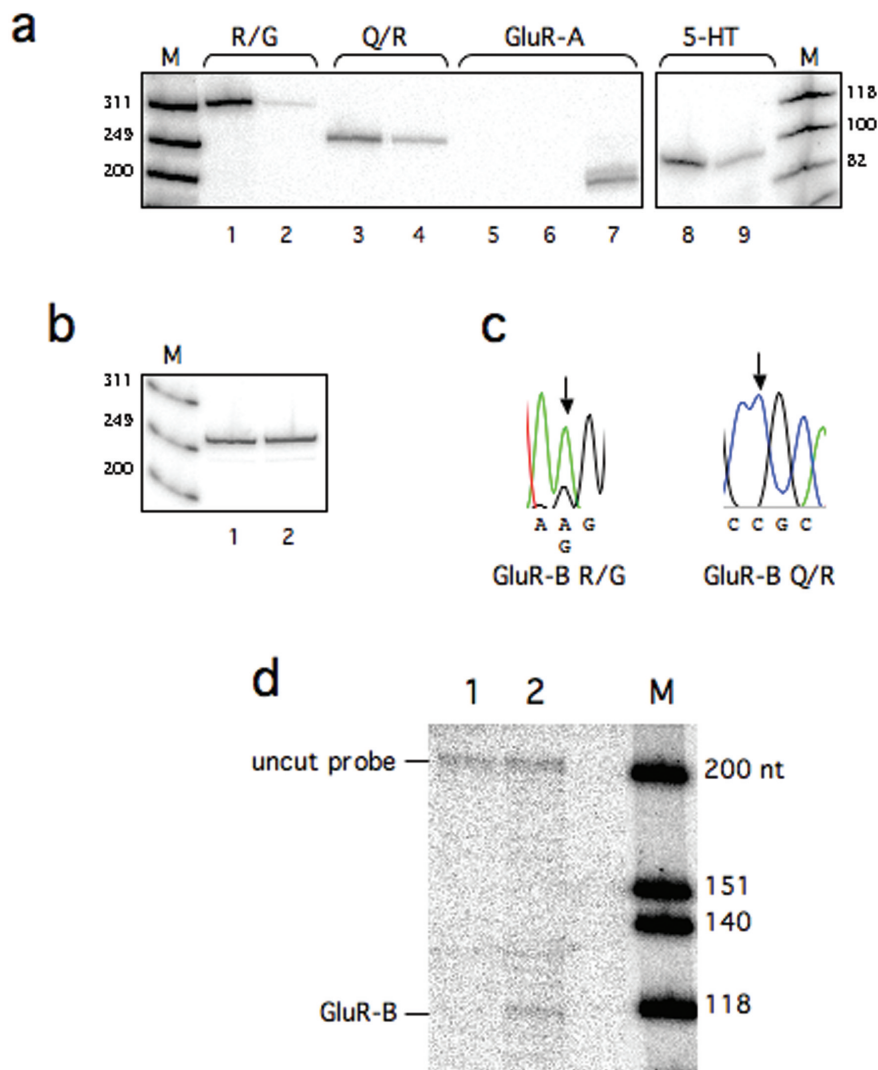 a
R/G Q/R GluR-A 5-HT
M M
311 249 200
118 100 82
1 2 3 4 5 6 7 8 9
b
M
311
249
200
1 2
c
A A G
G
GluR-B R/G
C C G C
GluR-B Q/R
d
1 2 M
uncut probe
200 nt
151
140
118
GluR-B